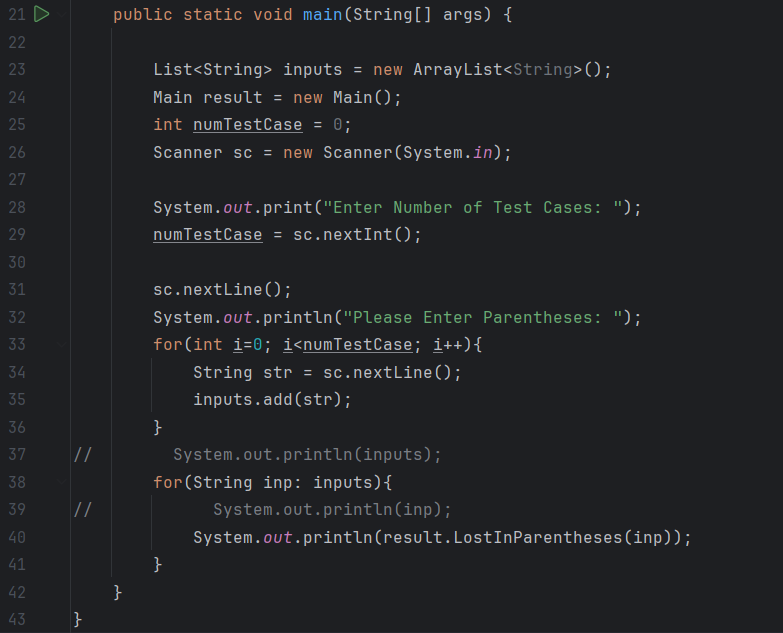 21 public static void main(String[] args) {
22
23 List<String> inputs = new ArrayList<String>();
24 Main result = new Main();
25 int numTestCase = 0;
26 Scanner sc = new Scanner(System.in);
27
28 System.out.print("Enter Number of Test Cases: ");
29 numTestCase = sc.nextInt();
30
31 sc.nextLine();
32 System.out.println("Please Enter Parentheses: ");
33 for(int i=0; i<numTestCase; i++){
34 String str = sc.nextLine();
35 inputs.add(str);
36 }
37 // System.out.println(inputs);
38 for(String inp: inputs){
39 // System.out.println(inp);
40 System.out.println(result.LostInParentheses(inp));
41 }
42 }
43 }